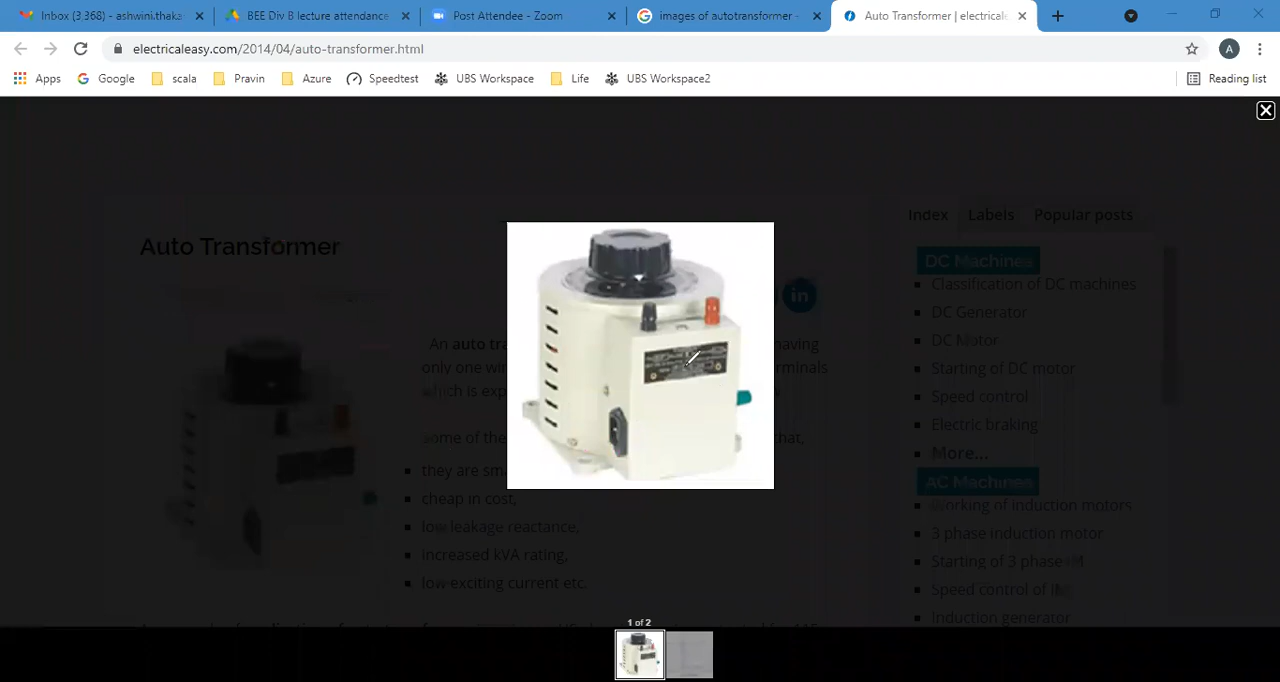 Inbox (3,368) - ashwini.thaka
BEE Div B lecture attendance
Post Attendee - Zoom
images of autotransformer -
Auto Transformer | electricale
electricaleasy.com/2014/04/auto-transformer.html
A
Apps
Google
scala
Pravin
Azure
Speedtest
UBS Workspace
Life
UBS Workspace2
Reading list
Index
Labels
Popular posts
Auto Transformer
DC Machines
Classification of DC machines
in
DC Generator
An auto tra
having
DC Motor
only one wi
rminals
Starting of DC motor
which is exp
Speed control
Electric braking
some of the
that,
More...
they are sm
AC Machines
cheap in cost,
Working of induction motors
low leakage reactance,
3 phase induction motor
increased kVA rating,
Starting of 3 phase IM
low exciting current etc.
Speed control of IM
Induction generator
1 of 2